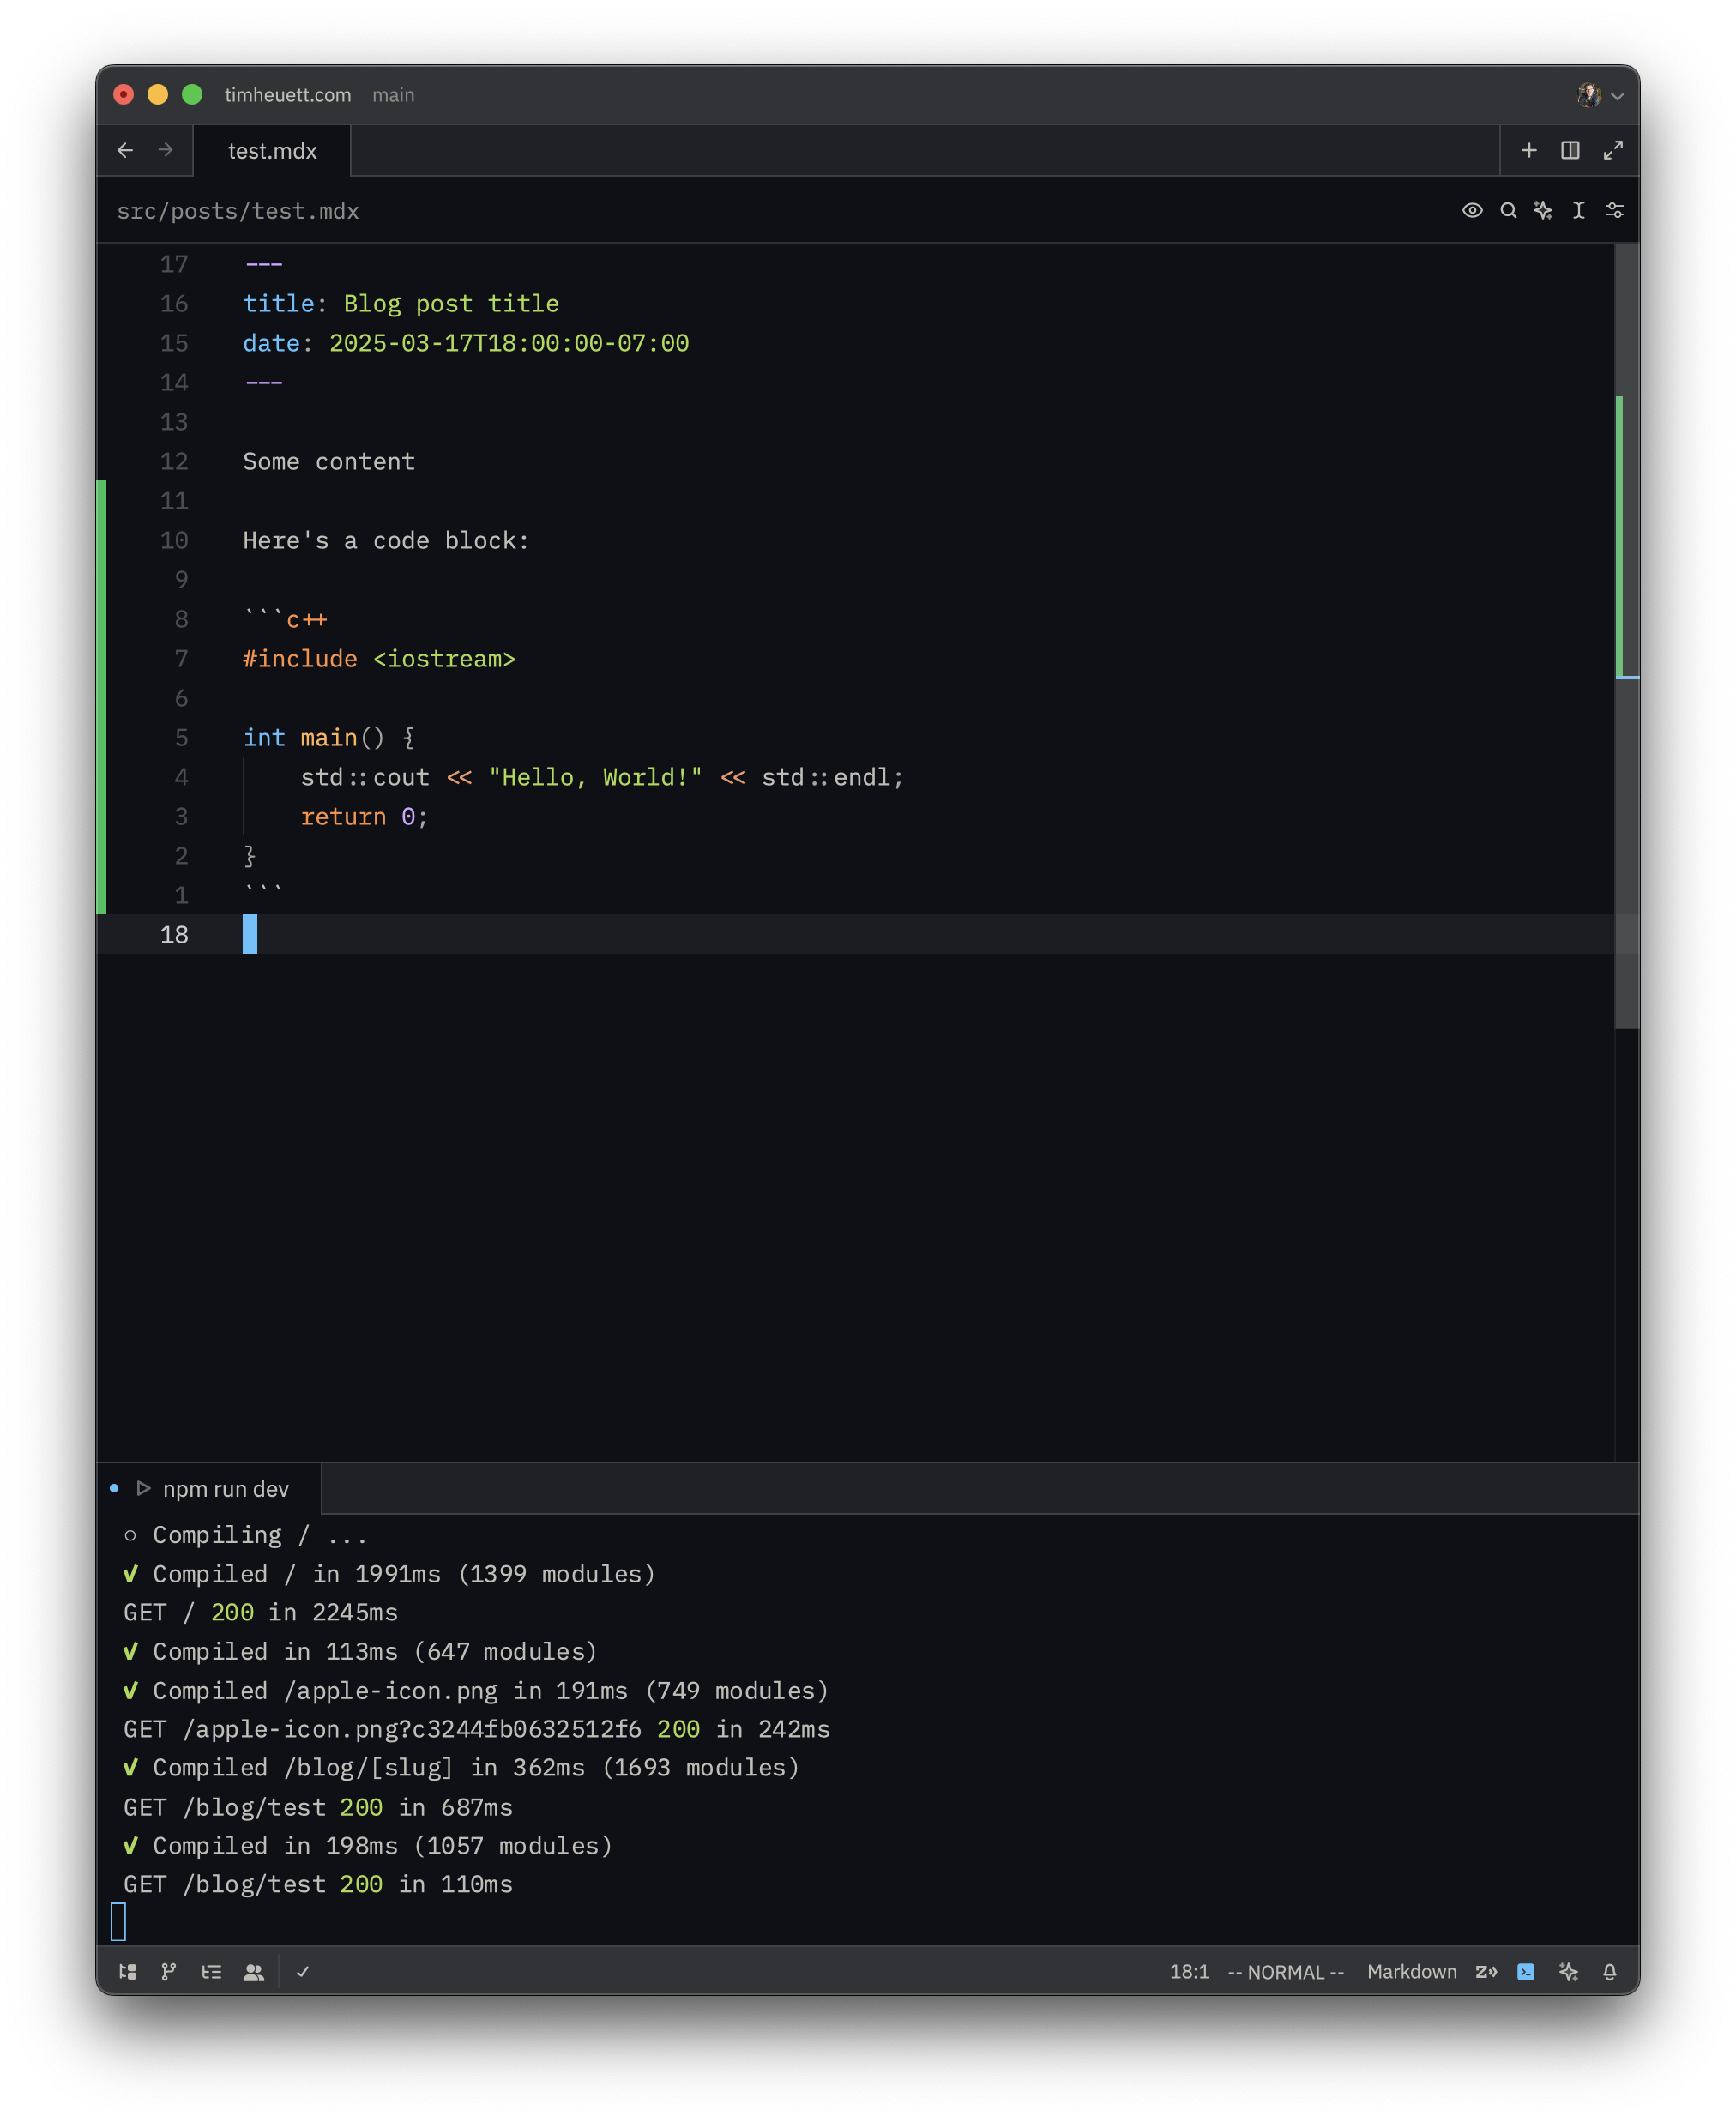 timheuett.com main
test.mdx
src/posts/test.mdx
17 ---
16 title: Blog post title
15 date: 2025-03-17T18:00:00-07:00
14 ---
13
12 Some content
11
10 Here's a code block:
9
8 ```c++
7 #include <iostream>
6
5 int main() {
4     std::cout << "Hello, World!" << std::endl;
3     return 0;
2 }
1 ```
18
npm run dev
○ Compiling / ...
✓ Compiled / in 1991ms (1399 modules)
GET / 200 in 2245ms
✓ Compiled in 113ms (647 modules)
✓ Compiled /apple-icon.png in 191ms (749 modules)
GET /apple-icon.png?c3244fb0632512f6 200 in 242ms
✓ Compiled /blog/[slug] in 362ms (1693 modules)
GET /blog/test 200 in 687ms
✓ Compiled in 198ms (1057 modules)
GET /blog/test 200 in 110ms
18:1 -- NORMAL -- Markdown